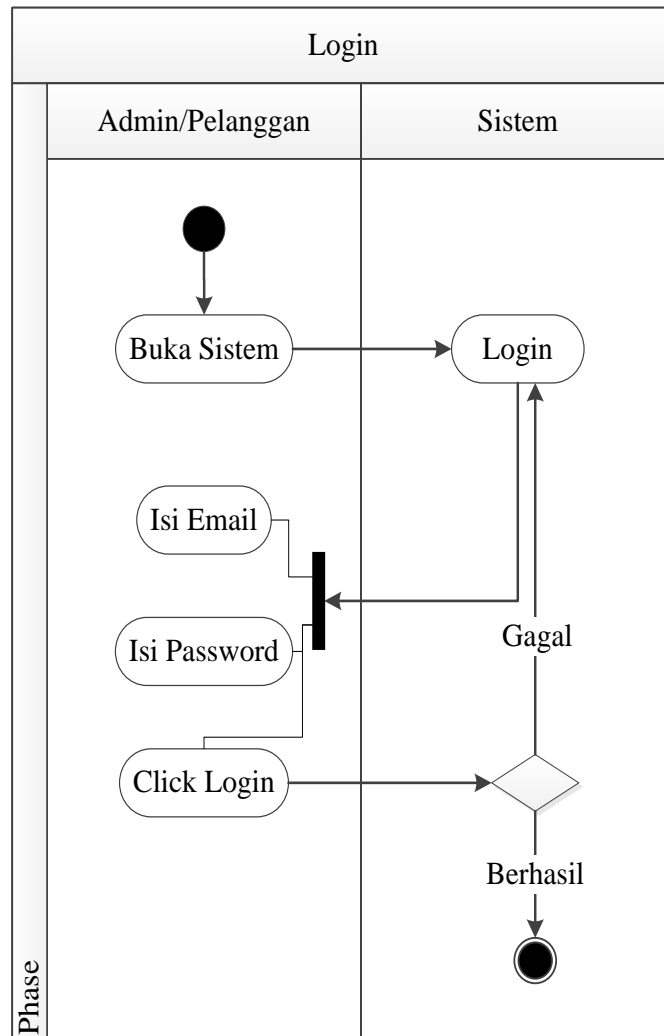 Login
Admin/Pelanggan
Sistem
Buka Sistem
Login
Isi Email
Isi Password
Gagal
Click Login
Berhasil
Phase